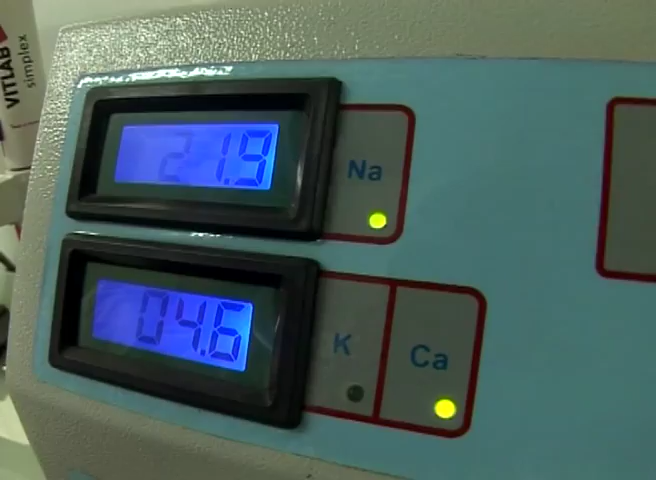 VITLAB
simplex
21.9
Na
04.6
K
Ca